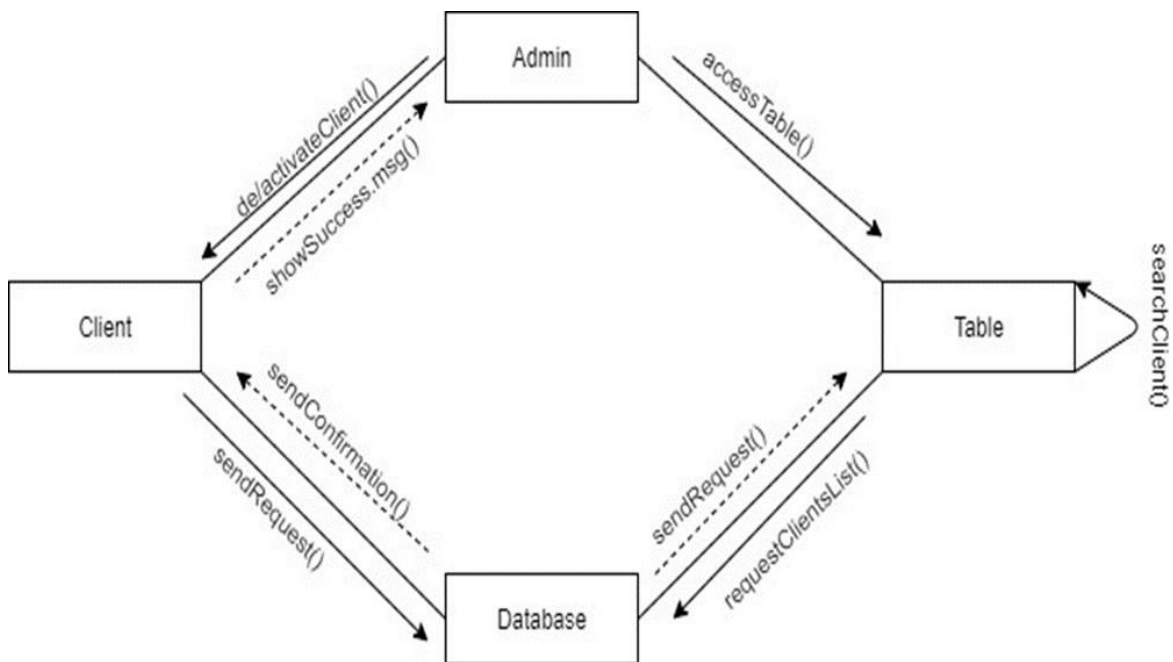 Admin
de/activateClient()
showSuccess.msg()
accessTable()
Client
Table
searchClient()
sendConfirmation()
sendRequest()
sendRequest()
requestClientsList()
Database